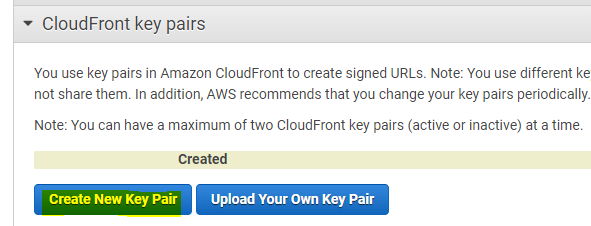 CloudFront key pairs
You use key pairs in Amazon CloudFront to create signed URLs. Note: You use different ke
not share them. In addition, AWS recommends that you change your key pairs periodically.
Note: You can have a maximum of two CloudFront key pairs (active or inactive) at a time.
Created
Create New Key Pair Upload Your Own Key Pair